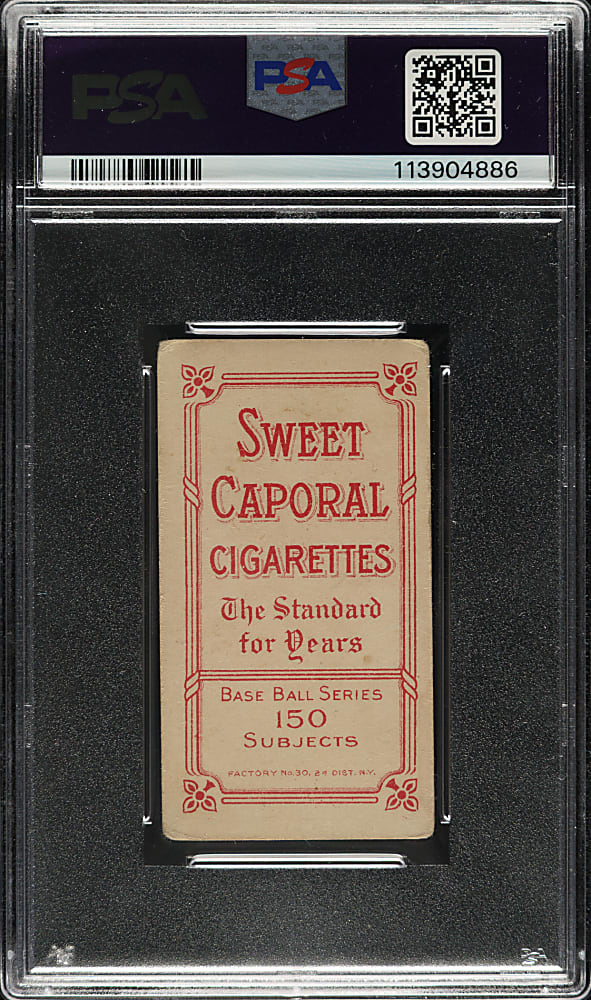 PSA
PSA
113904886
SWEET
CAPORAL
CIGARETTES
The Standard
for Years
BASE BALL SERIES
150
SUBJECTS
FACTORY No. 30, 2d DIST. N.Y.